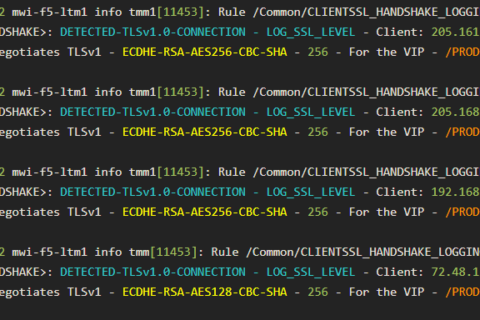 2 mwi-f5-ltm1 info tmm1[11453]: Rule /Common/CLIENTSSL_HANDSHAKE_LOGGI
DSHAKE>: DETECTED-TLSv1.0-CONNECTION - LOG_SSL_LEVEL - Client: 205.161
egotiates TLSv1 - ECDHE-RSA-AES256-CBC-SHA - 256 - For the VIP - /PROD
2 mwi-f5-ltm1 info tmm1[11453]: Rule /Common/CLIENTSSL_HANDSHAKE_LOGGI
DSHAKE>: DETECTED-TLSv1.0-CONNECTION - LOG_SSL_LEVEL - Client: 205.168
egotiates TLSv1 - ECDHE-RSA-AES256-CBC-SHA - 256 - For the VIP - /PROD
2 mwi-f5-ltm1 info tmm1[11453]: Rule /Common/CLIENTSSL_HANDSHAKE_LOGGI
DSHAKE>: DETECTED-TLSv1.0-CONNECTION - LOG_SSL_LEVEL - Client: 192.168
egotiates TLSv1 - ECDHE-RSA-AES256-CBC-SHA - 256 - For the VIP - /PROD
2 mwi-f5-ltm1 info tmm[11453]: Rule /Common/CLIENTSSL_HANDSHAKE_LOGGIN
DSHAKE>: DETECTED-TLSv1.0-CONNECTION - LOG_SSL_LEVEL - Client: 72.48.1
egotiates TLSv1 - ECDHE-RSA-AES128-CBC-SHA - 256 - For the VIP - /PROD